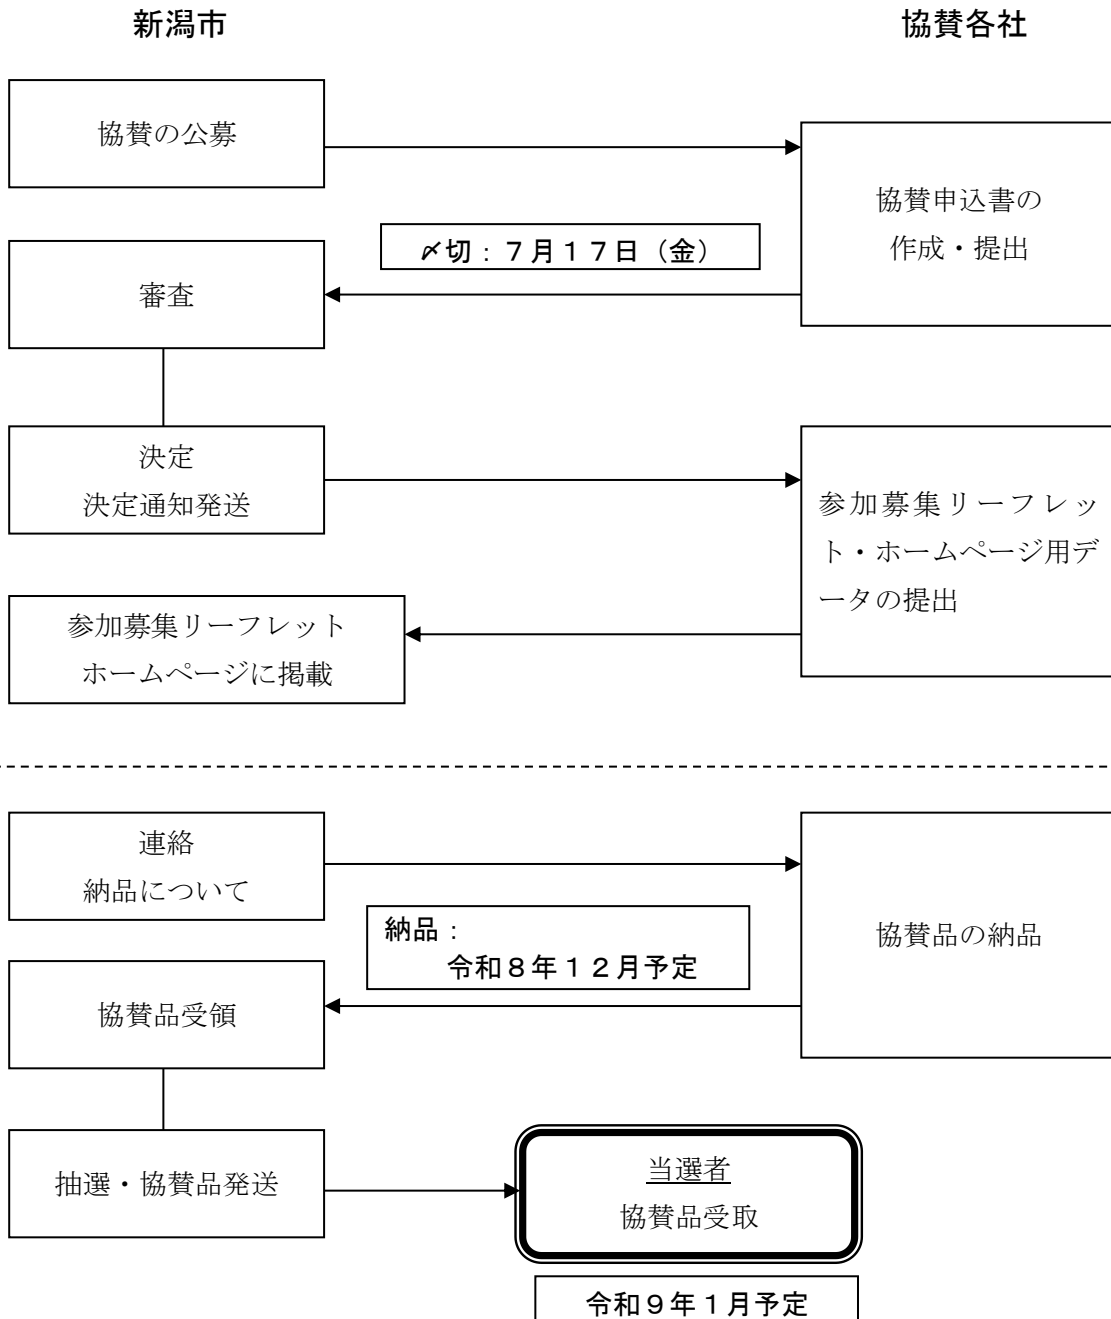 新潟市
協賛各社
協賛の公募
協賛申込書の
作成・提出
〆切：７月１７日（金）
審査
決定
決定通知発送
参加募集リーフレッ
ト・ホームページ用デ
ータの提出
参加募集リーフレット
ホームページに掲載
連絡
納品について
協賛品の納品
納品：
令和８年１２月予定
協賛品受領
抽選・協賛品発送
当選者
協賛品受取
令和９年１月予定